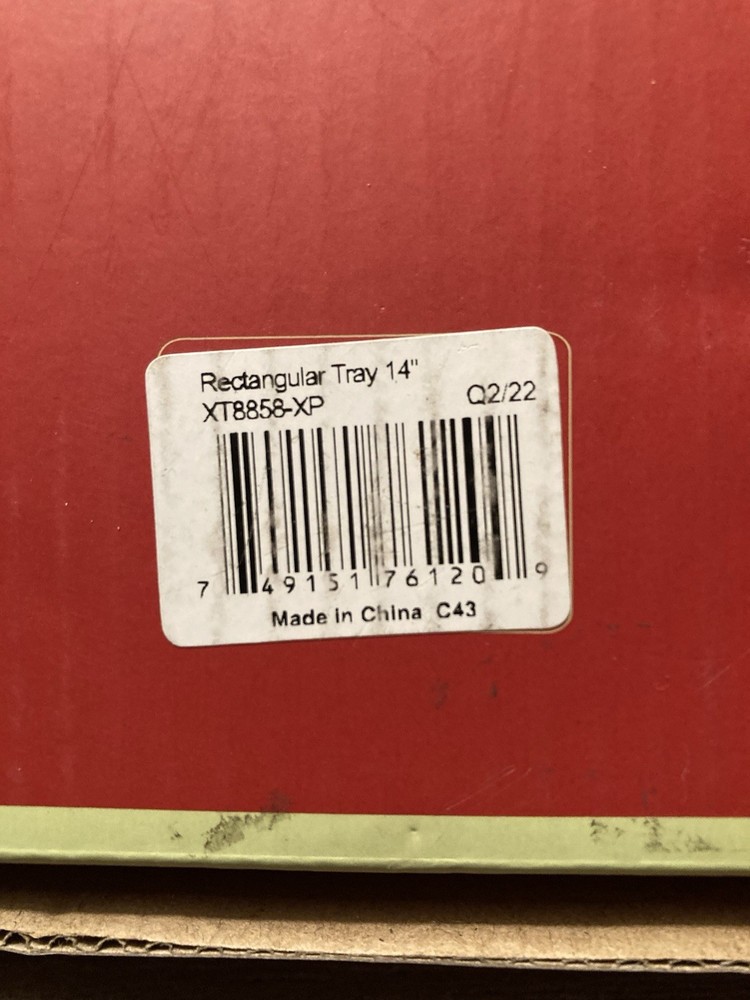 Rectangular Tray 14"
XT8858-XP Q2/22
7 49151 76120 9
Made in China C43